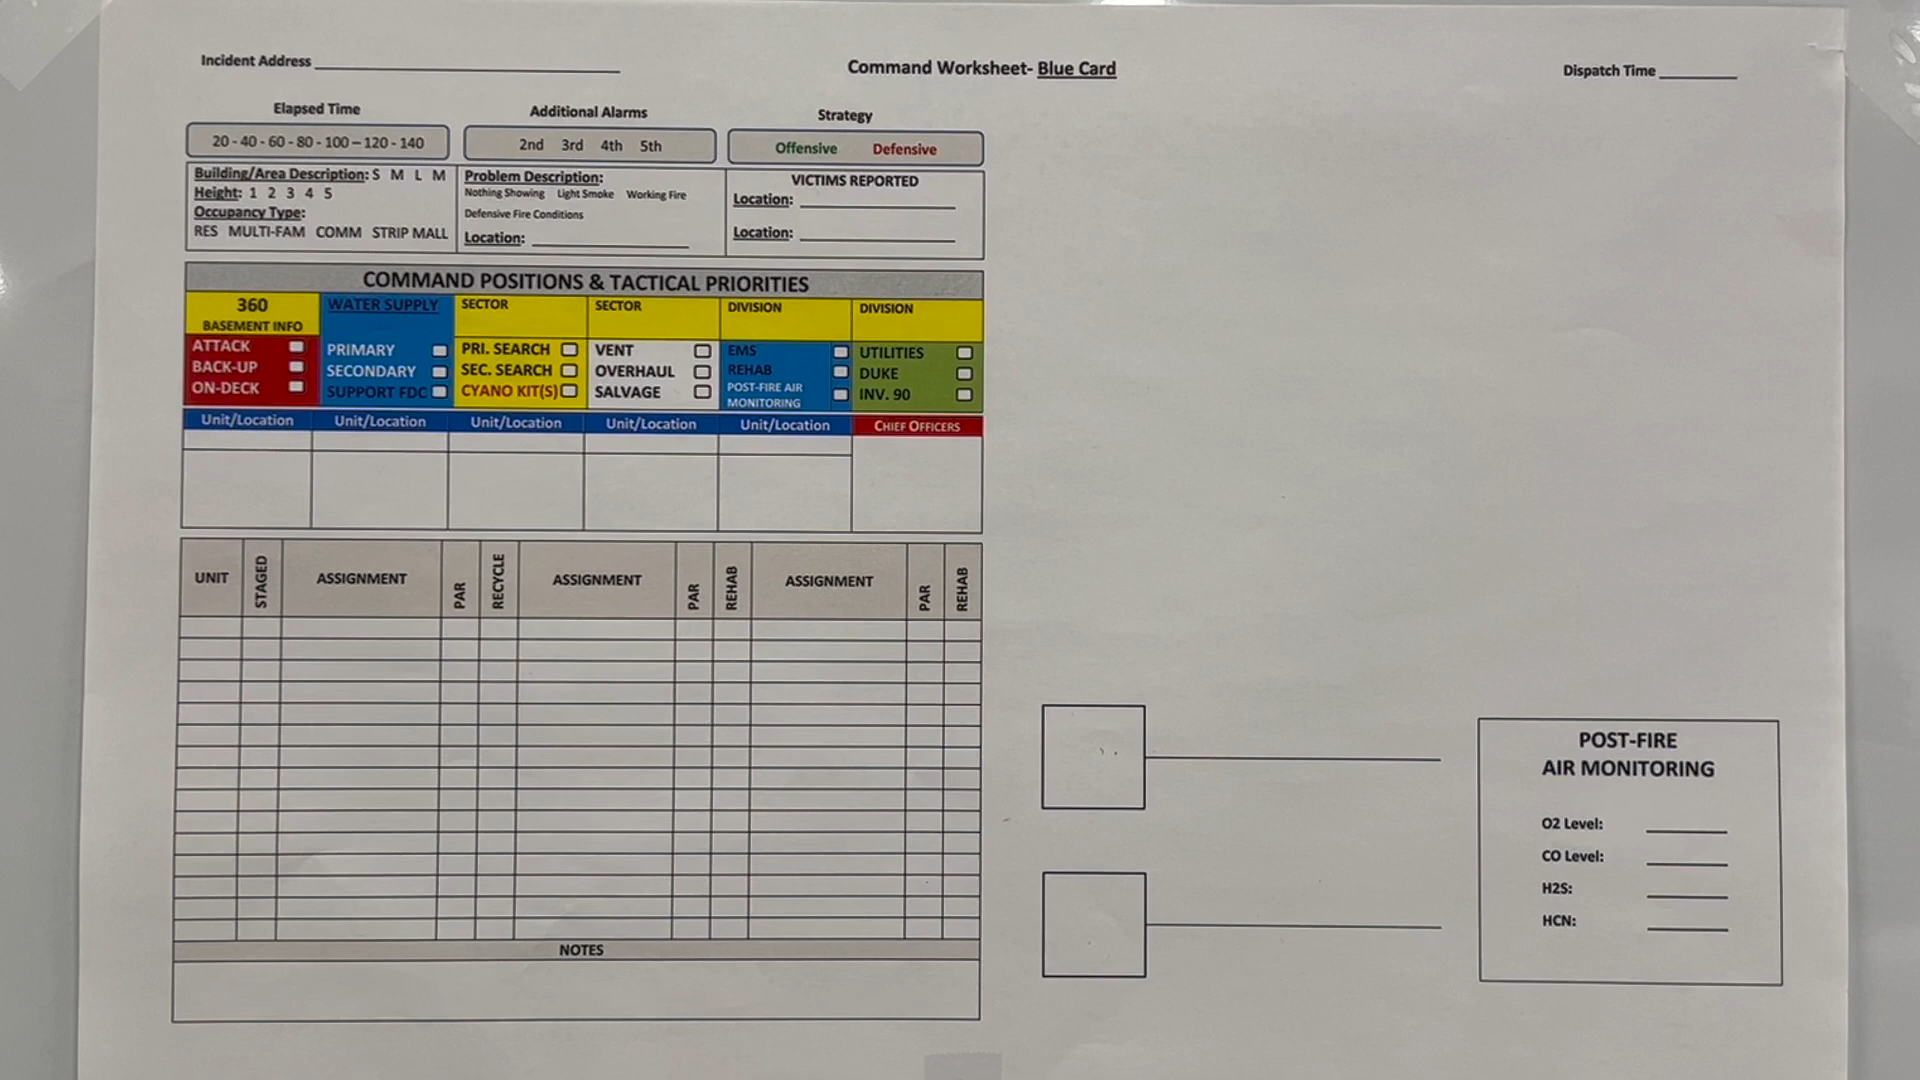 Incident Address
Command Worksheet- Blue Card
Dispatch Time
Elapsed Time
Additional Alarms
Strategy
20 - 40 - 60 - 80 - 100 – 120 - 140
2nd 3rd 4th 5th
Offensive Defensive
Building/Area Description: S M L M
Height: 1 2 3 4 5
Occupancy Type:
RES MULTI-FAM COMM STRIP MALL
Problem Description:
Nothing Showing Light Smoke Working Fire
Defensive Fire Conditions
Location:
VICTIMS REPORTED
Location:
Location:
COMMAND POSITIONS & TACTICAL PRIORITIES
360
BASEMENT INFO
ATTACK
BACK-UP
ON-DECK
WATER SUPPLY
PRIMARY
SECONDARY
SUPPORT FDC
SECTOR
PRI. SEARCH
SEC. SEARCH
CYANO KIT(S)
SECTOR
VENT
OVERHAUL
SALVAGE
DIVISION
EMS
REHAB
POST-FIRE AIR
MONITORING
DIVISION
UTILITIES
DUKE
INV. 90
Unit/Location Unit/Location Unit/Location Unit/Location Unit/Location CHIEF OFFICERS
UNIT STAGED ASSIGNMENT PAR RECYCLE ASSIGNMENT PAR REHAB ASSIGNMENT PAR REHAB
NOTES
POST-FIRE
AIR MONITORING
O2 Level:
CO Level:
H2S:
HCN: